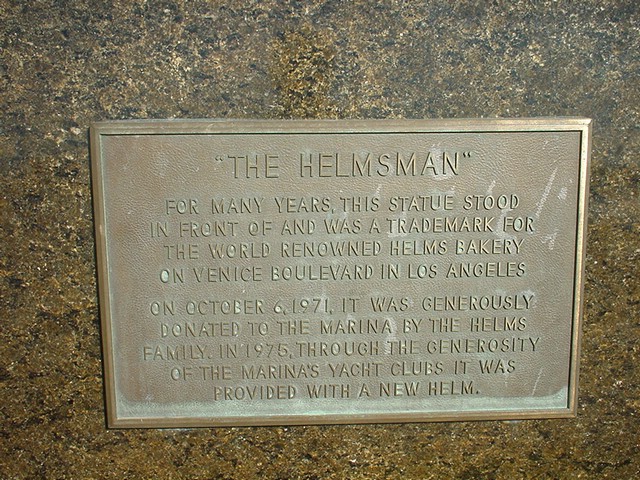 "THE HELMSMAN"
FOR MANY YEARS, THIS STATUE STOOD
IN FRONT OF AND WAS A TRADEMARK FOR
THE WORLD RENOWNED HELMS BAKERY
ON VENICE BOULEVARD IN LOS ANGELES
ON OCTOBER 6, 1971, IT WAS GENEROUSLY
DONATED TO THE MARINA BY THE HELMS
FAMILY. IN 1975, THROUGH THE GENEROSITY
OF THE MARINA'S YACHT CLUBS IT WAS
PROVIDED WITH A NEW HELM.